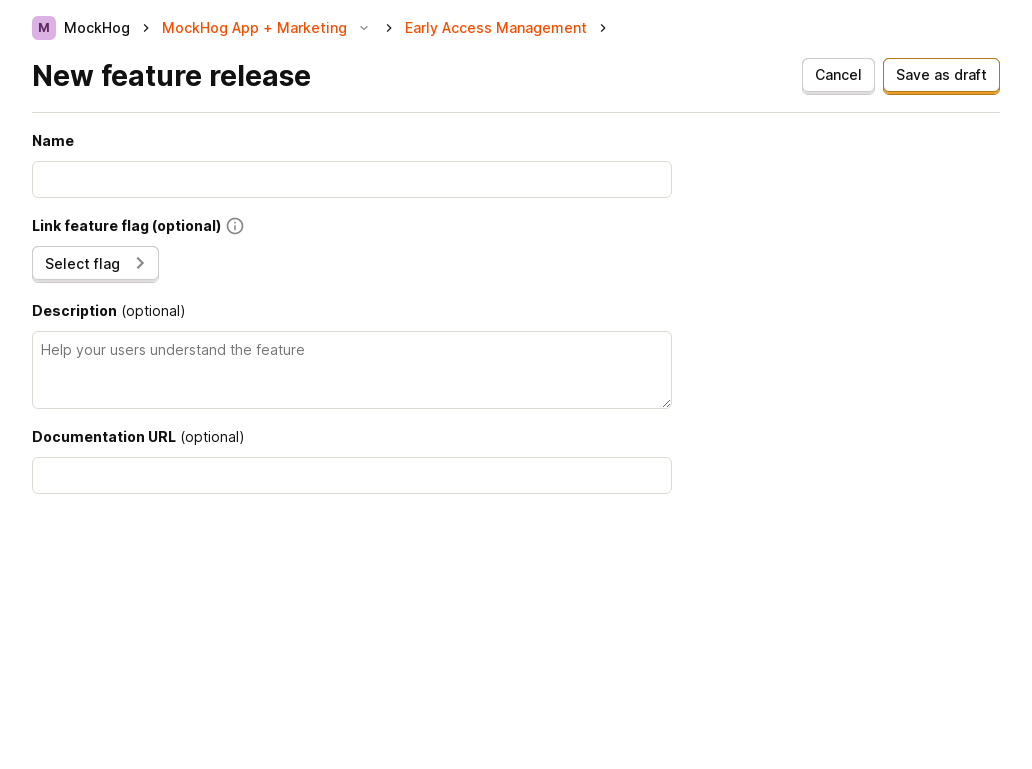 M MockHog > MockHog App + Marketing > Early Access Management >
New feature release
Cancel
Save as draft
Name
Link feature flag (optional)
Select flag
Description (optional)
Help your users understand the feature
Documentation URL (optional)